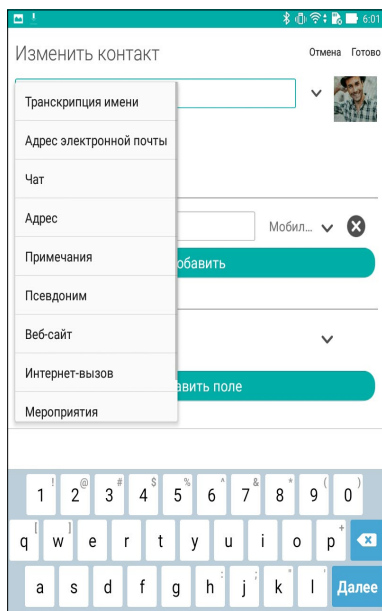 6:01
Изменить контакт
Отмена Готово
Транскрипция имени
Адрес электронной почты
Чат
Адрес
Мобил...
Примечания
обавить
Псевдоним
Веб-сайт
Интернет-вызов
авить поле
Мероприятия
! @ # $ % ^ & * ( )
1 2 3 4 5 6 7 8 9 0
[ ] +
q w e r t y u i o p
: ; " '
a s d f g h j k l Далее